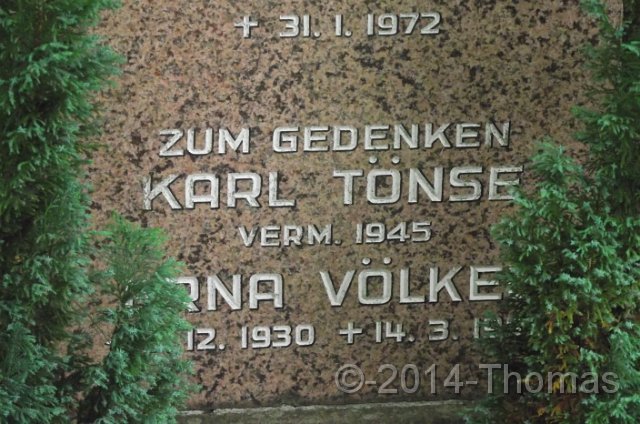 + 31. 1. 1972
ZUM GEDENKEN
KARL TÖNSE
VERM. 1945
VÖLKE
12. 1930 + 14. 3.
©-2014-Thomas